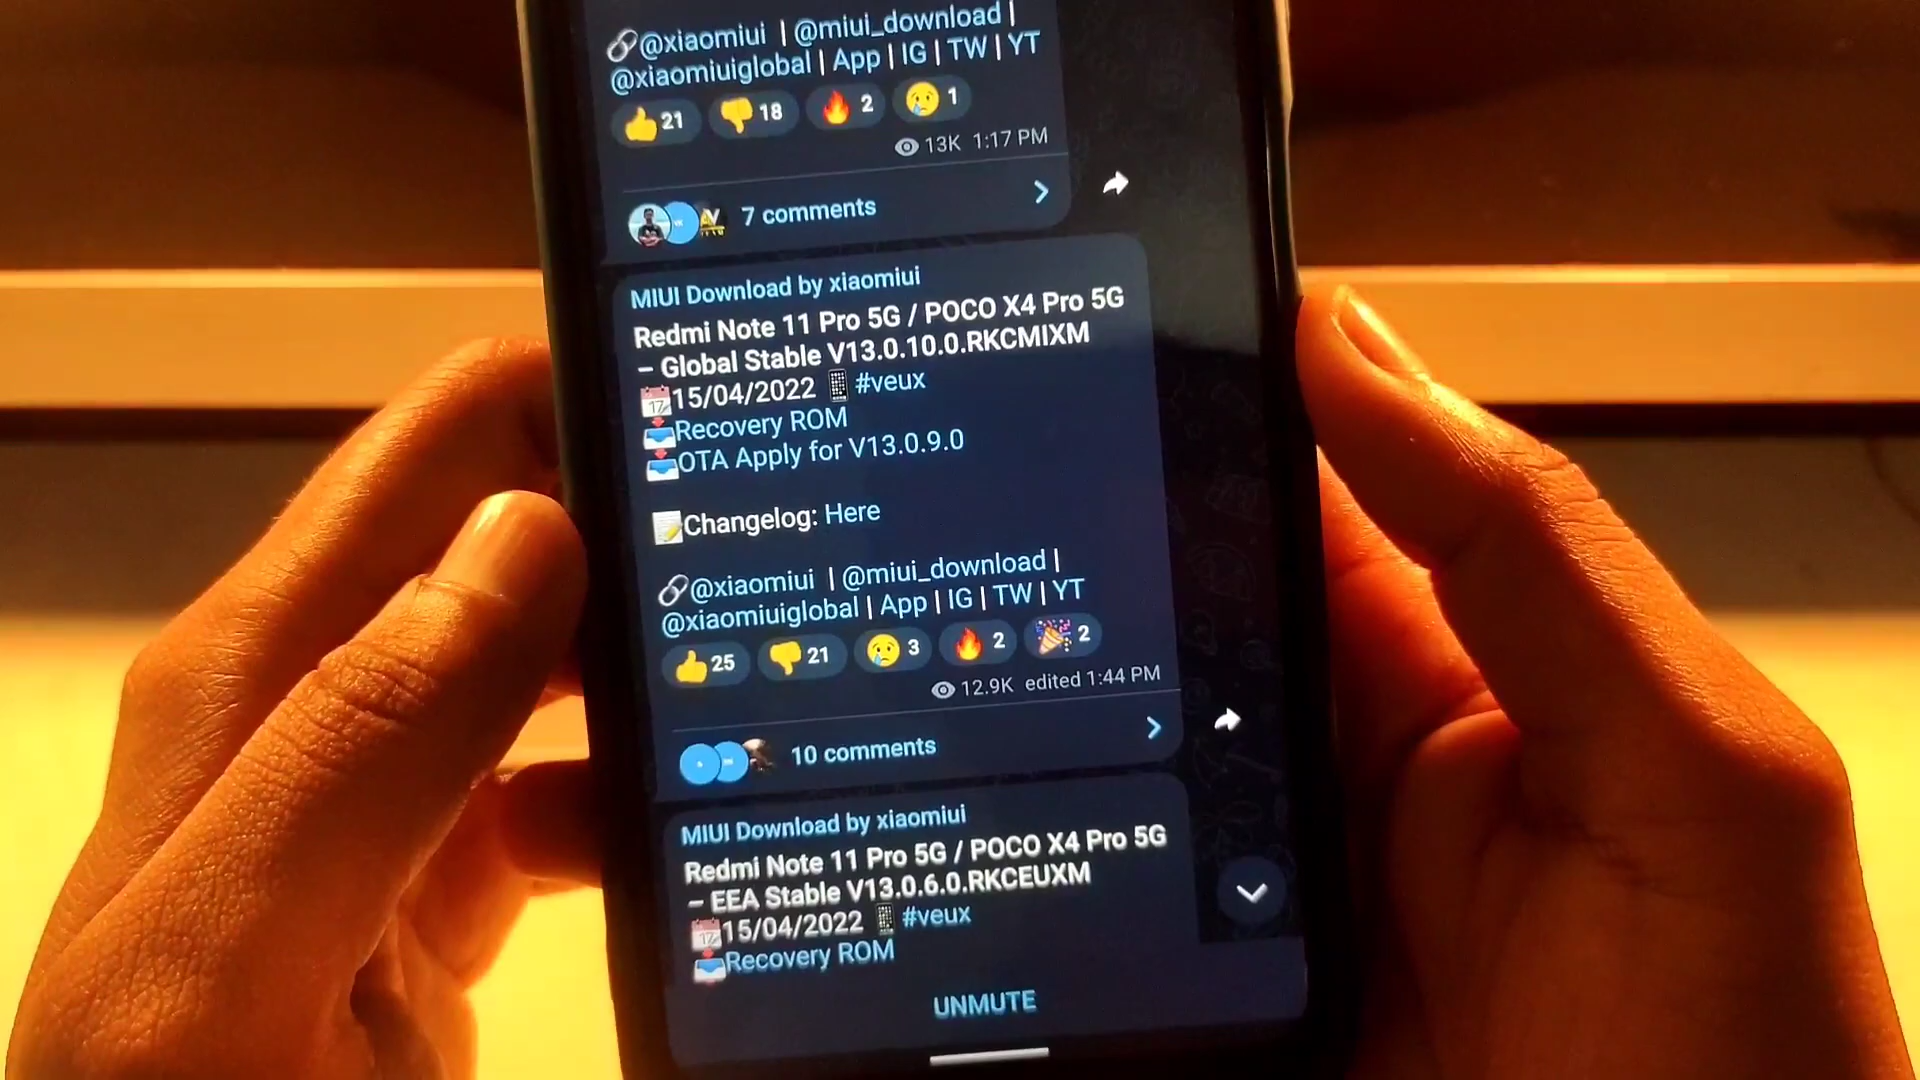 🔗@xiaomiui | @miui_download |
@xiaomiuiglobal | App | IG | TW | YT
👍 21 👎 18 🔥 2 😢 1
13K 1:17 PM
7 comments
MIUI Download by xiaomiui
Redmi Note 11 Pro 5G / POCO X4 Pro 5G
– Global Stable V13.0.10.0.RKCMIXM
📅15/04/2022 📱 #veux
📥Recovery ROM
📥OTA Apply for V13.0.9.0
📝Changelog: Here
🔗@xiaomiui | @miui_download |
@xiaomiuiglobal | App | IG | TW | YT
👍 25 👎 21 😢 3 🔥 2 🎉 2
12.9K edited 1:44 PM
10 comments
MIUI Download by xiaomiui
Redmi Note 11 Pro 5G / POCO X4 Pro 5G
– EEA Stable V13.0.6.0.RKCEUXM
📅15/04/2022 📱 #veux
📥Recovery ROM
UNMUTE